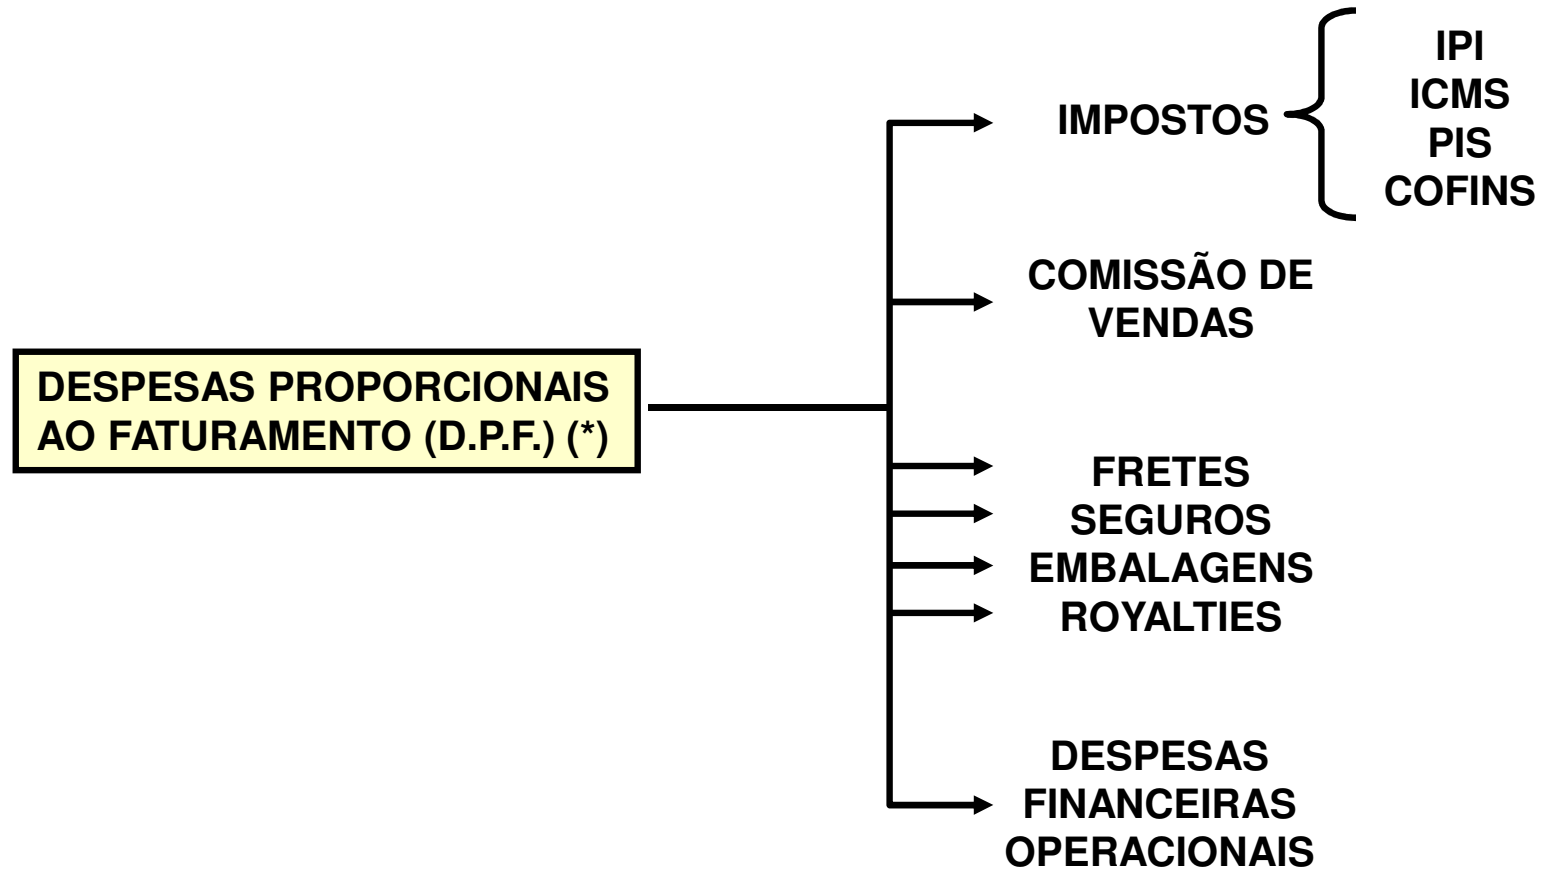 IPI
ICMS
PIS
COFINS
IMPOSTOS
COMISSÃO DE
VENDAS
DESPESAS PROPORCIONAIS
AO FATURAMENTO (D.P.F.) (*)
FRETES
SEGUROS
EMBALAGENS
ROYALTIES
DESPESAS
FINANCEIRAS
OPERACIONAIS